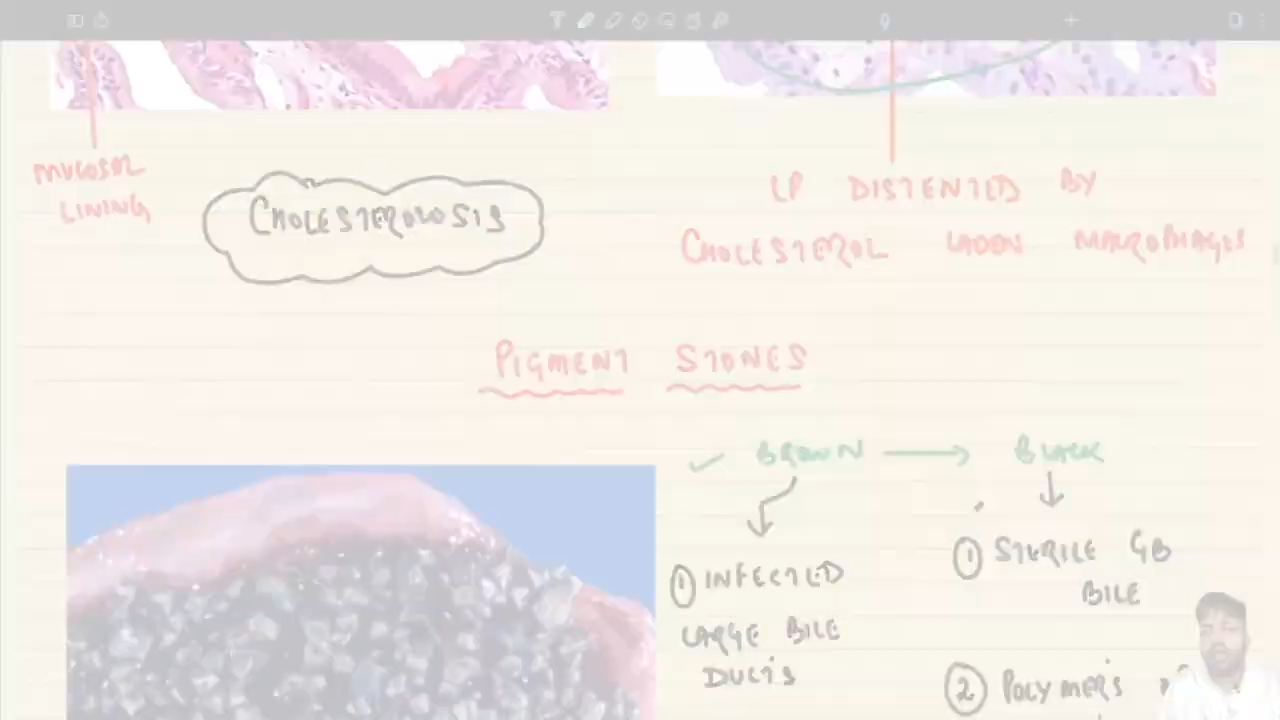 MUCOSAL
LINING
CHOLESTEROLOSIS
LP DISTENTED BY
CHOLESTEROL LADEN MACROPHAGES
PIGMENT STONES
BROWN → BLACK
① STERILE GB
BILE
① INFECTED
LARGE BILE
DUCTS
② POLYMERS